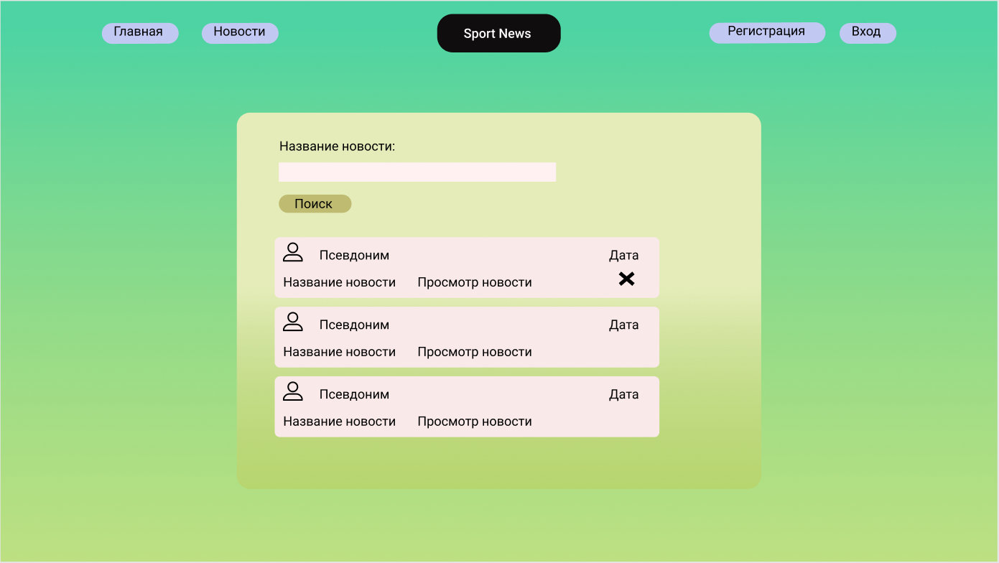 Главная Новости Sport News Регистрация Вход
Название новости:
Поиск
Псевдоним Дата
Название новости Просмотр новости
Псевдоним Дата
Название новости Просмотр новости
Псевдоним Дата
Название новости Просмотр новости